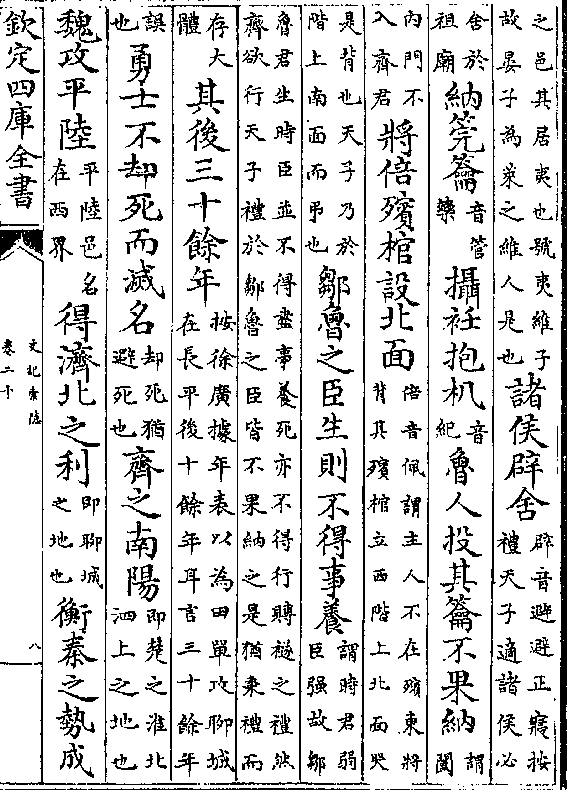 之邑其居夷也號夷維子故晏子為萊之維人是也諸侯辟舍辟音避避正寢按禮天子適諸侯必
舍於祖廟納筦籥音管籥攝衽抱机音紀魯人投其籥不果納謂闔
内門不入齊君將倍殯棺設北面倍音佩謂主人不在殯東將背其殯棺立西階上北面哭
是背也天子乃於階上南面而弔也鄒魯之臣生則不得事養謂時君弱臣强故鄒
魯君生時臣並不得盡事養死亦不得行賻襚之禮然齊欲行天子禮於鄒魯之臣皆不果納之是猶秉禮而
存大體其後三十餘年按徐廣據年表以為田單攻聊城在長平後十餘年耳言三十餘年
誤也勇士不却死而滅名却死猶避死也齊之南陽即楚之淮北泗上之地也
魏攻平陸平陸邑名在西界得濟北之利即聊城之地也衡秦之勢成
欽定四庫全書
史記索隱
卷二十
八